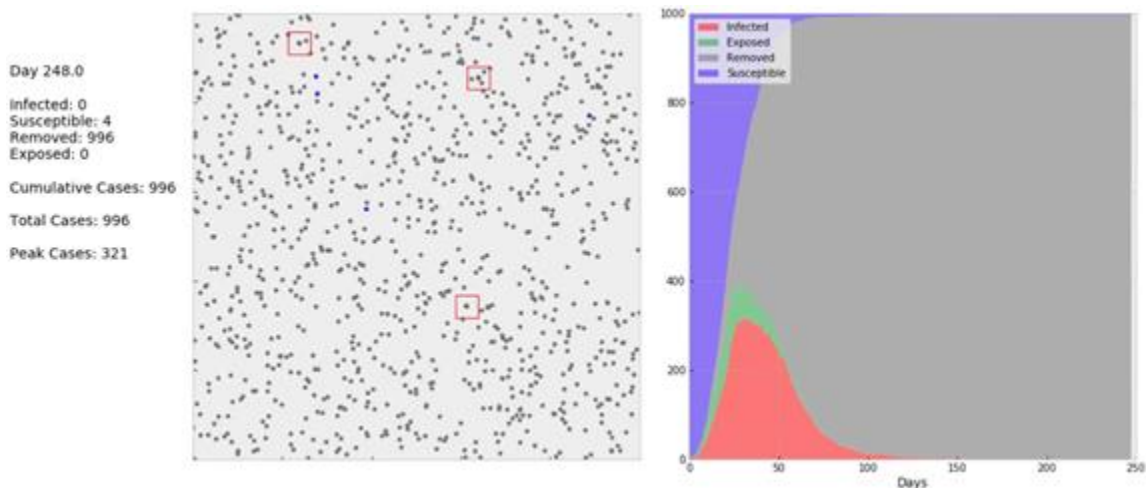 Day 248.0
Infected: 0
Susceptible: 4
Removed: 996
Exposed: 0
Cumulative Cases: 996
Total Cases: 996
Peak Cases: 321
1000
800
600
400
200
0
Infected
Exposed
Removed
Susceptible
0 50 100 150 200 250
Days